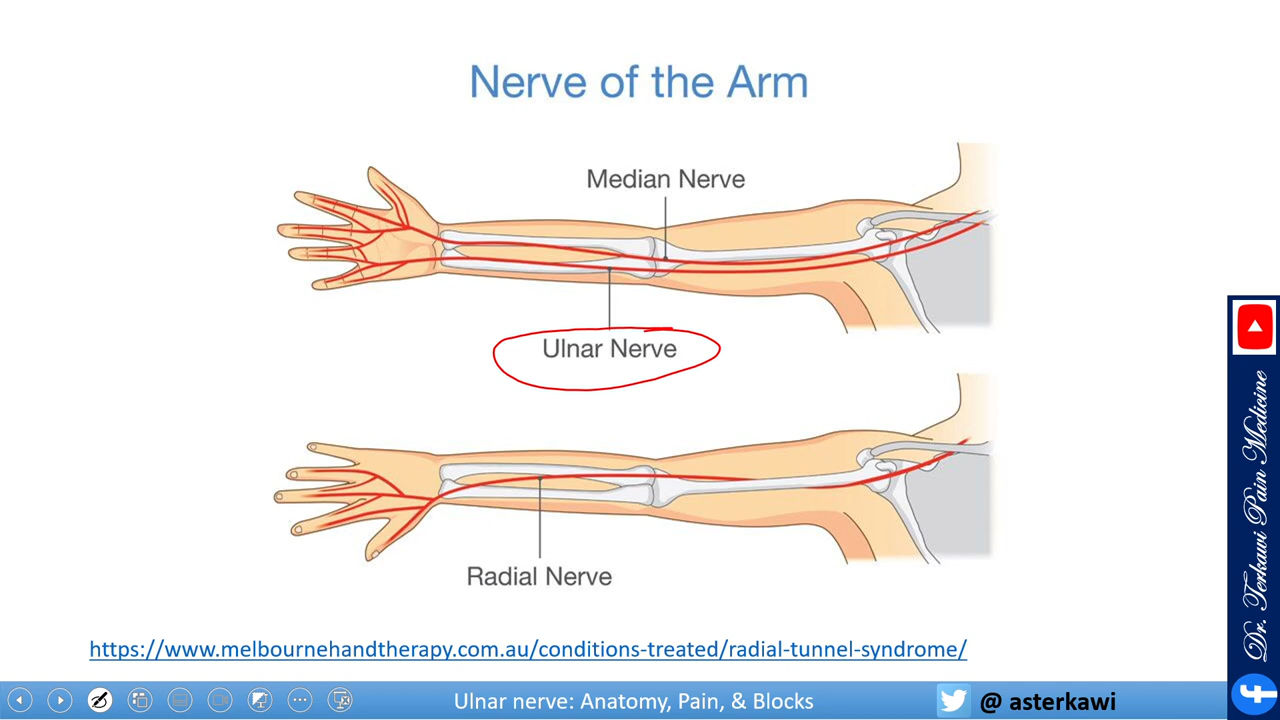 Nerve of the Arm
Median Nerve
Ulnar Nerve
Radial Nerve
https://www.melbournehandtherapy.com.au/conditions-treated/radial-tunnel-syndrome/
Ulnar nerve: Anatomy, Pain, & Blocks
@ asterkawi
Dr. Terkawi Pain Medicine